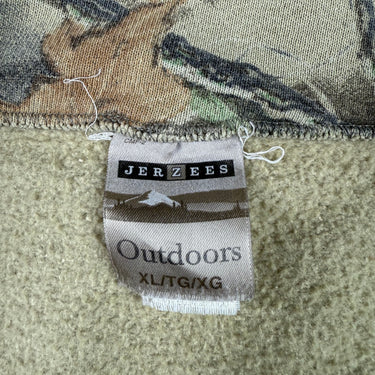 JERZEES
Outdoors
XL/TG/XG